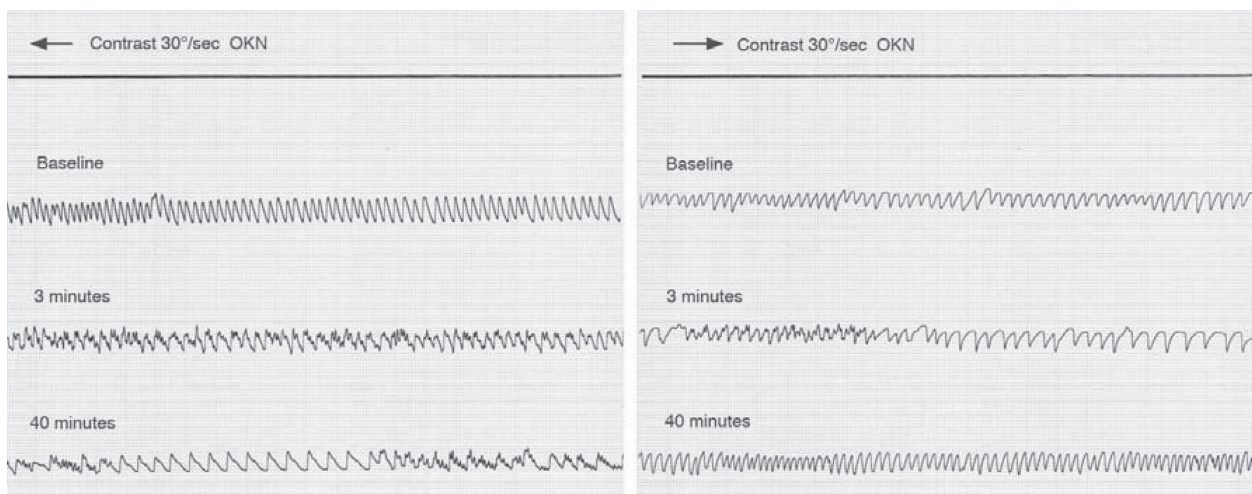 ← Contrast 30°/sec OKN
Baseline
3 minutes
40 minutes
→ Contrast 30°/sec OKN
Baseline
3 minutes
40 minutes